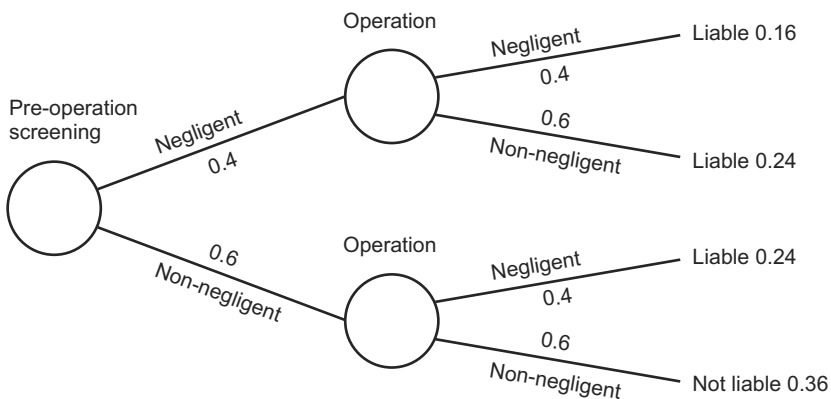 Operation
Negligent
0.4
Liable 0.16
0.6
Non-negligent
Liable 0.24
Pre-operation
screening
Negligent
0.4
0.6
Non-negligent
Operation
Negligent
0.4
Liable 0.24
0.6
Non-negligent
Not liable 0.36